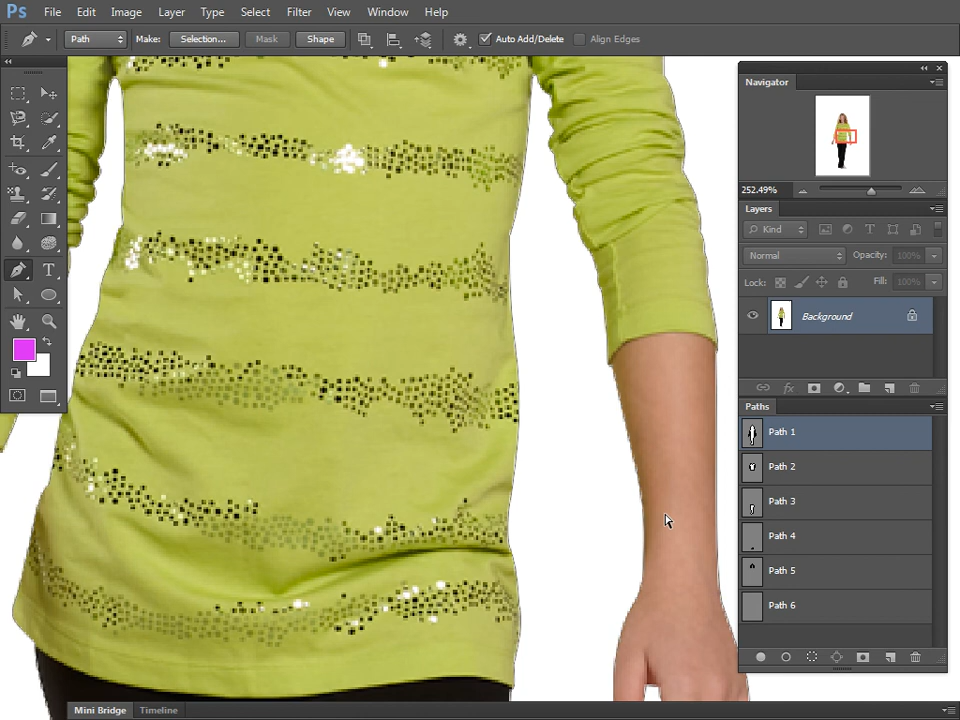 Ps File Edit Image Layer Type Select Filter View Window Help
Path Make: Selection... Mask Shape Auto Add/Delete Align Edges
Navigator
252.49%
Layers
Kind
Normal Opacity: 100%
Lock: Fill: 100%
Background
Paths
Path 1
Path 2
Path 3
Path 4
Path 5
Path 6
Mini Bridge Timeline